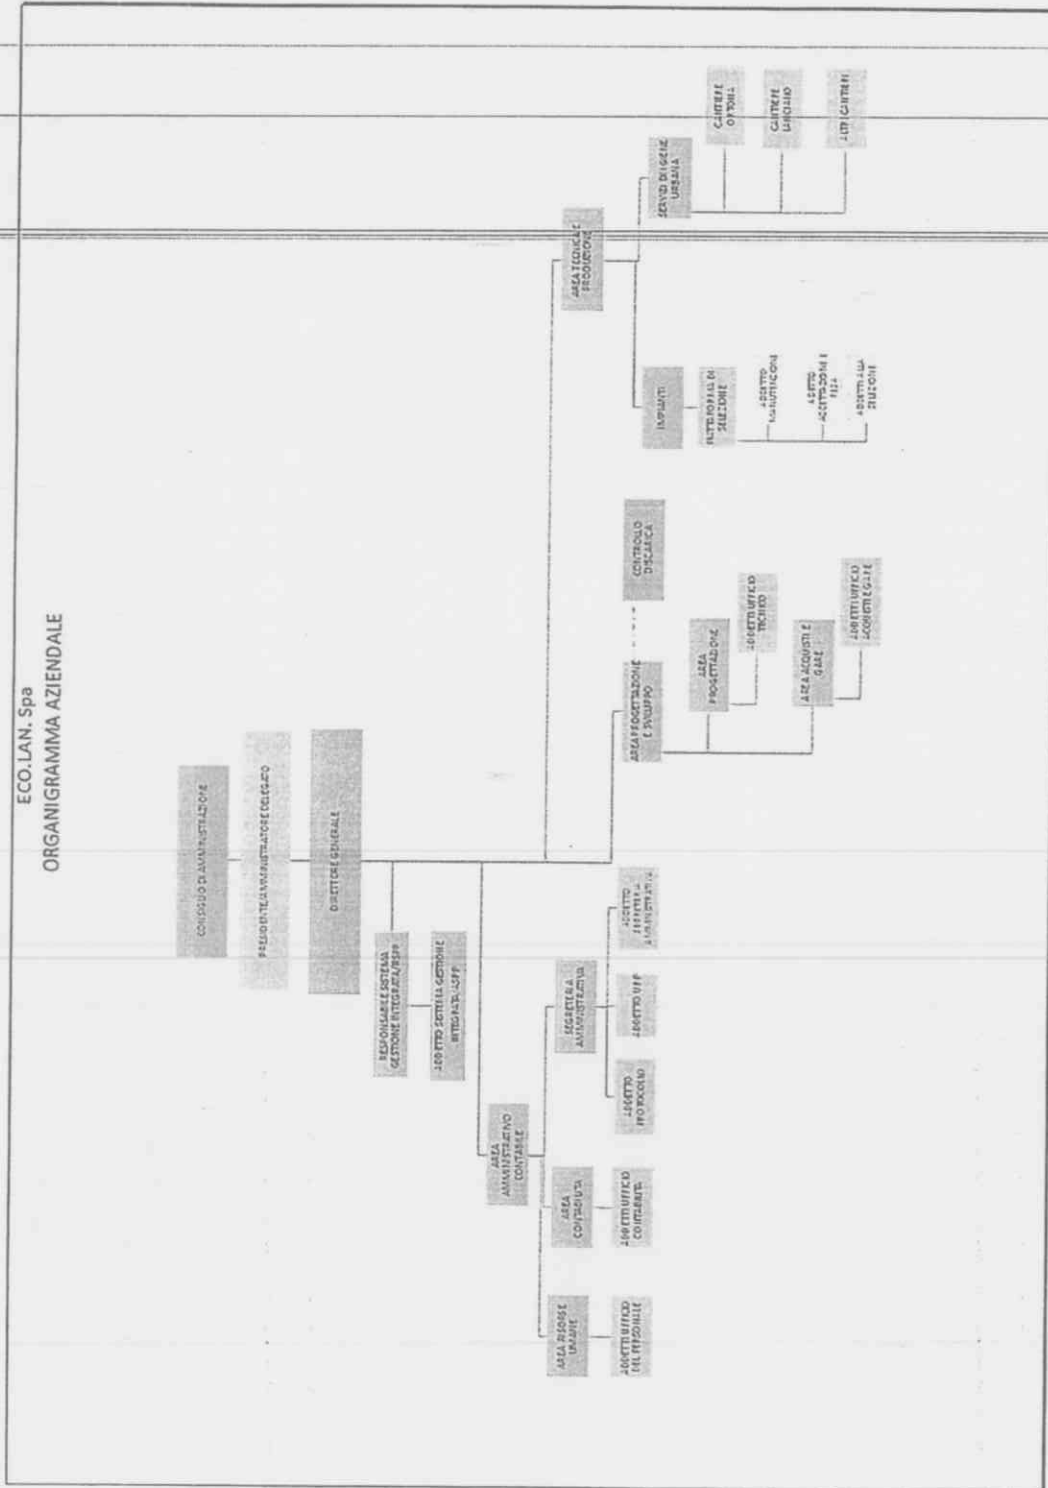 ECO.LAN. Spa
ORGANIGRAMMA AZIENDALE
CONSIGLIO DI AMMINISTRAZIONE
PRESIDENTE/AMMINISTRATORE DELEGATO
DIRETTORE GENERALE
RESPONSABILE SISTEMA
GESTIONE INTEGRATA/RSPP
ADDETTO SISTEMA GESTIONE
INTEGRATA/ASPP
AREA
AMMINISTRATIVO
CONTABILE
AREA RISORSE
UMANE
ADDETTI UFFICIO
DEL PERSONALE
AREA
CONTABILITA
ADDETTI UFFICIO
CONTABILITA
SEGRETERIA
AMMINISTRATIVA
ADDETTO
PROTOCOLLO
ADDETTO URP
ADDETTO
SEGRETERIA
AMMINISTRATIVA
AREA PROGETTAZIONE
E SVILUPPO
CONTROLLO
DISCARICA
AREA
PROGETTAZIONE
ADDETTI UFFICIO
TECNICO
AREA ACQUISTI E
GARE
ADDETTI UFFICIO
ACQUISTI E GARE
AREA TECNICA E
PRODUZIONE
IMPIANTI
PIATTAFORMA DI
SELEZIONE
ADDETTO
MANUTENZIONE
ADDETTO
ACCETTAZIONE E
PESA
ADDETTI ALLA
SELEZIONE
SERVIZI DI IGIENE
URBANA
CANTIERE
ORTONA
CANTIERE
LANCIANO
ALTRI CANTIERI